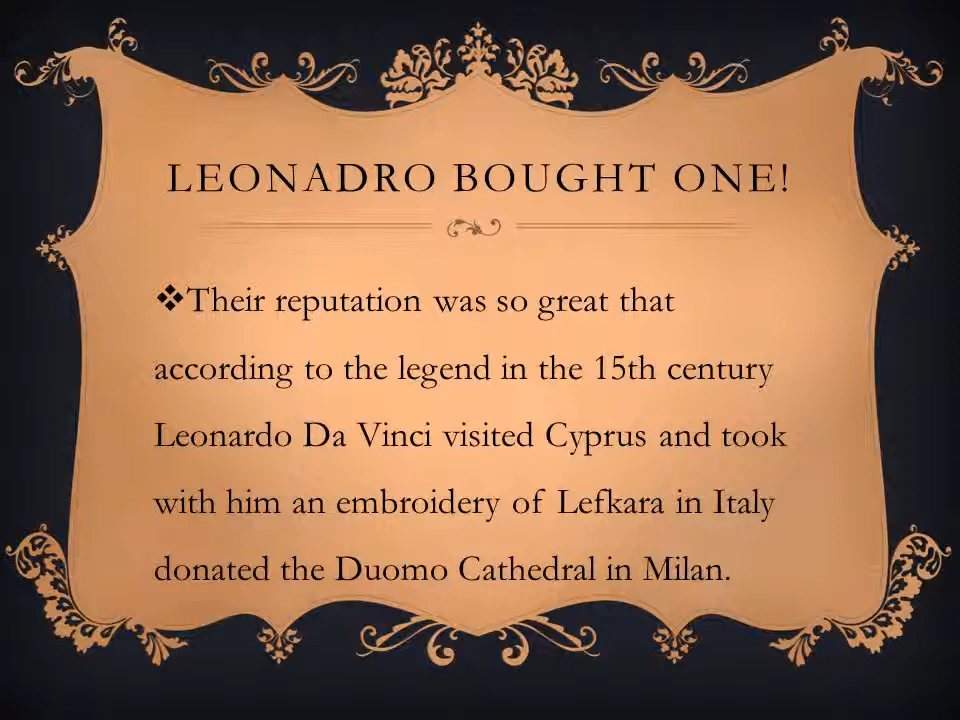 LEONADRO BOUGHT ONE!
❖Their reputation was so great that
according to the legend in the 15th century
Leonardo Da Vinci visited Cyprus and took
with him an embroidery of Lefkara in Italy
donated the Duomo Cathedral in Milan.